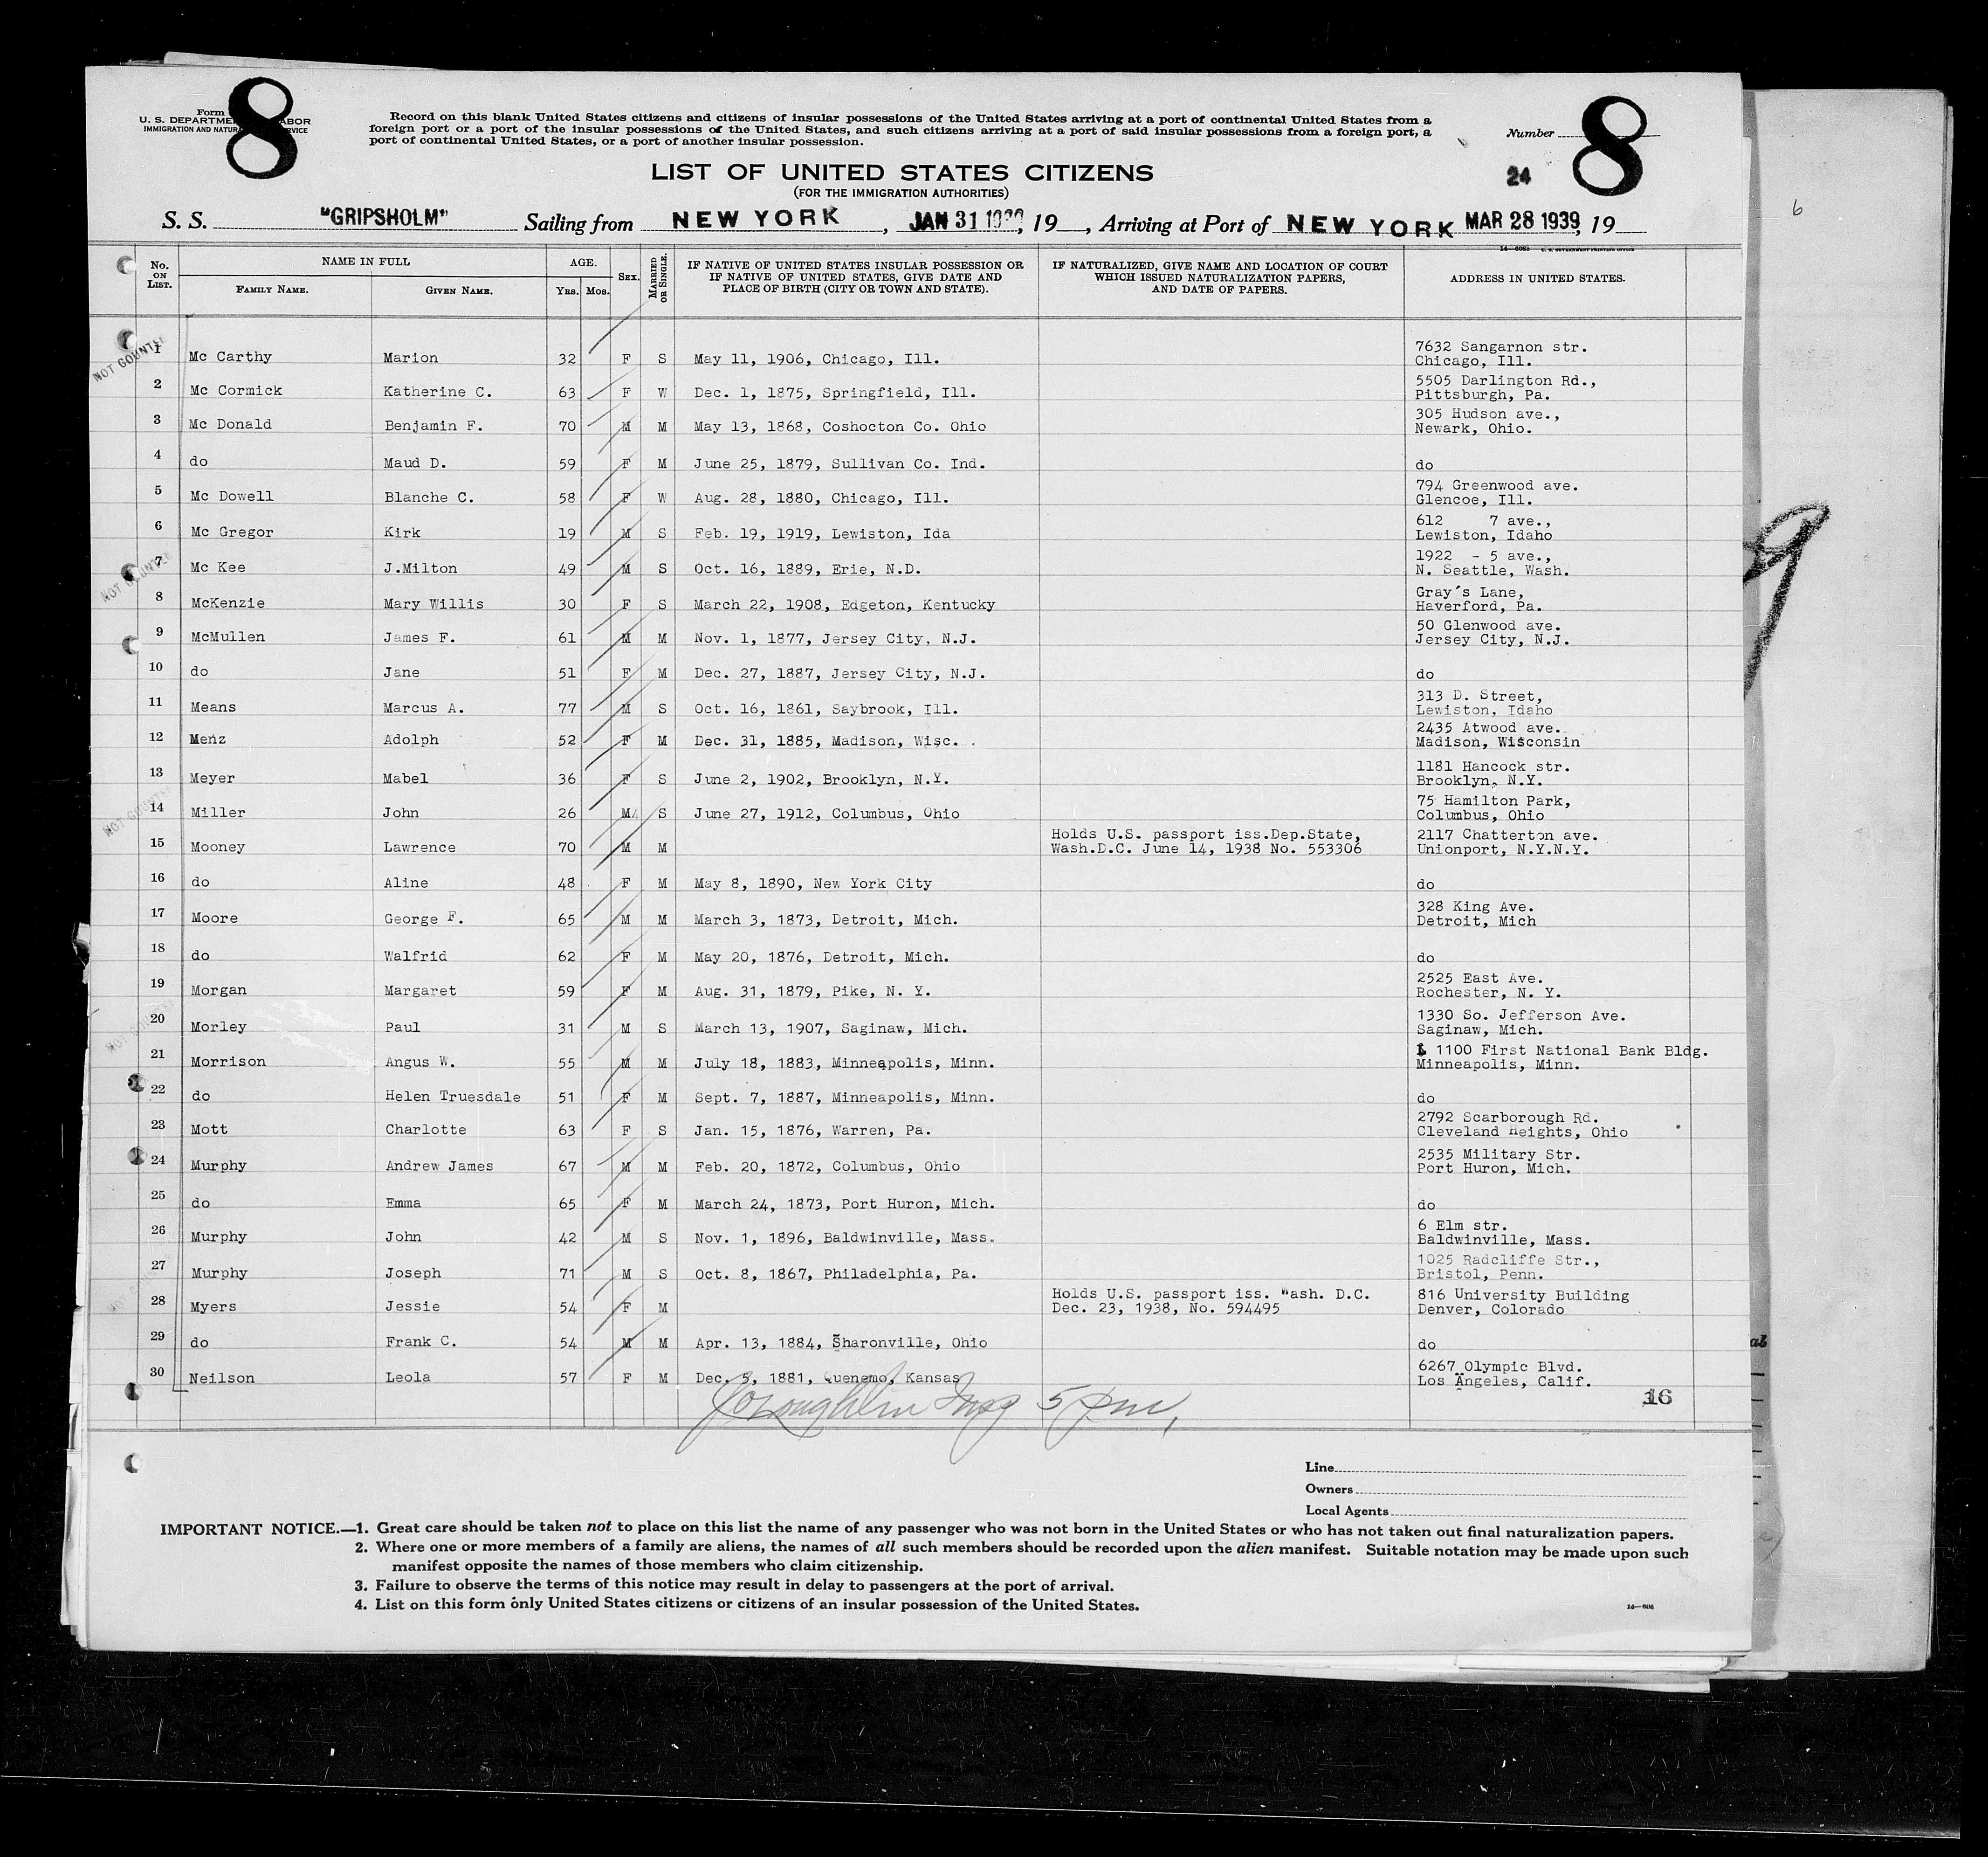 8
8
Form
U. S. DEPARTME ABOR
IMMIGRATION AND NATUR RVICE
Record on this blank United States citizens and citizens of insular possessions of the United States arriving at a port of continental United States from a
foreign port or a port of the insular possessions of the United States, and such citizens arriving at a port of said insular possessions from a foreign port, a
port of continental United States, or a port of another insular possession.
Number
24
LIST OF UNITED STATES CITIZENS
(FOR THE IMMIGRATION AUTHORITIES)
6
S. S. "GRIPSHOLM" Sailing from NEW YORK, JAN 31, 19, Arriving at Port of NEW YORK MAR 28 1939, 19
No. ON LIST. NAME IN FULL AGE. SEX. MARRIED OR SINGLE. IF NATIVE OF UNITED STATES INSULAR POSSESSION OR IF NATIVE OF UNITED STATES, GIVE DATE AND PLACE OF BIRTH (CITY OR TOWN AND STATE). IF NATURALIZED, GIVE NAME AND LOCATION OF COURT WHICH ISSUED NATURALIZATION PAPERS, AND DATE OF PAPERS. ADDRESS IN UNITED STATES.
FAMILY NAME. GIVEN NAME. YRS. MOS.
NOT COUNTED
1 Mc Carthy Marion 32 F S May 11, 1906, Chicago, Ill. 7632 Sangarnon str. Chicago, Ill.
2 Mc Cormick Katherine C. 63 F W Dec. 1, 1875, Springfield, Ill. 5505 Darlington Rd., Pittsburgh, Pa.
3 Mc Donald Benjamin F. 70 M M May 13, 1868, Coshocton Co. Ohio 305 Hudson ave., Newark, Ohio.
4 do Maud D. 59 F M June 25, 1879, Sullivan Co. Ind. do
5 Mc Dowell Blanche C. 58 F W Aug. 28, 1880, Chicago, Ill. 794 Greenwood ave. Glencoe, Ill.
6 Mc Gregor Kirk 19 M S Feb. 19, 1919, Lewiston, Ida 612 7 ave., Lewiston, Idaho
7 Mc Kee J.Milton 49 M S Oct. 16, 1889, Erie, N.D. 1922 - 5 ave., N. Seattle, Wash.
8 McKenzie Mary Willis 30 F S March 22, 1908, Edgeton, Kentucky Gray's Lane, Haverford, Pa.
9 McMullen James F. 61 M M Nov. 1, 1877, Jersey City, N.J. 50 Glenwood ave. Jersey City, N.J.
10 do Jane 51 F M Dec. 27, 1887, Jersey City, N.J. do
11 Means Marcus A. 77 M S Oct. 16, 1861, Saybrook, Ill. 313 D. Street, Lewiston, Idaho
12 Menz Adolph 52 F M Dec. 31, 1885, Madison, Wisc. 2435 Atwood ave. Madison, Wisconsin
13 Meyer Mabel 36 F S June 2, 1902, Brooklyn, N.Y. 1181 Hancock str. Brooklyn, N.Y.
14 Miller John 26 M S June 27, 1912, Columbus, Ohio 75 Hamilton Park, Columbus, Ohio
15 Mooney Lawrence 70 M M Holds U.S. passport iss.Dep.State, Wash.D.C. June 14, 1938 No. 553306 2117 Chatterton ave. Unionport, N.Y.N.Y.
16 do Aline 48 F M May 8, 1890, New York City do
17 Moore George F. 65 M M March 3, 1873, Detroit, Mich. 328 King Ave. Detroit, Mich
18 do Walfrid 62 F M May 20, 1876, Detroit, Mich. do
19 Morgan Margaret 59 F M Aug. 31, 1879, Pike, N. Y. 2525 East Ave. Rochester, N. Y.
20 Morley Paul 31 M S March 13, 1907, Saginaw, Mich. 1330 So. Jefferson Ave. Saginaw, Mich.
21 Morrison Angus W. 55 M M July 18, 1883, Minneapolis, Minn. 1100 First National Bank Bldg. Minneapolis, Minn.
22 do Helen Truesdale 51 F M Sept. 7, 1887, Minneapolis, Minn. do
23 Mott Charlotte 63 F S Jan. 15, 1876, Warren, Pa. 2792 Scarborough Rd. Cleveland Heights, Ohio
24 Murphy Andrew James 67 M M Feb. 20, 1872, Columbus, Ohio 2535 Military Str. Port Huron, Mich.
25 do Emma 65 F M March 24, 1873, Port Huron, Mich. do
26 Murphy John 42 M S Nov. 1, 1896, Baldwinville, Mass. 6 Elm str. Baldwinville, Mass.
27 Murphy Joseph 71 M S Oct. 8, 1867, Philadelphia, Pa. 1025 Radcliffe Str., Bristol, Penn.
28 Myers Jessie 54 F M Holds U.S. passport iss. Wash. D.C. Dec. 23, 1938, No. 594495 816 University Building Denver, Colorado
29 do Frank C. 54 M M Apr. 13, 1884, Sharonville, Ohio do
30 Neilson Leola 57 F M Dec. 5, 1881, Quenemo, Kansas 6267 Olympic Blvd. Los Angeles, Calif.
5 pm,
16
Line
Owners
Local Agents
IMPORTANT NOTICE.—1. Great care should be taken not to place on this list the name of any passenger who was not born in the United States or who has not taken out final naturalization papers.
2. Where one or more members of a family are aliens, the names of all such members should be recorded upon the alien manifest. Suitable notation may be made upon such
manifest opposite the names of those members who claim citizenship.
3. Failure to observe the terms of this notice may result in delay to passengers at the port of arrival.
4. List on this form only United States citizens or citizens of an insular possession of the United States.
9